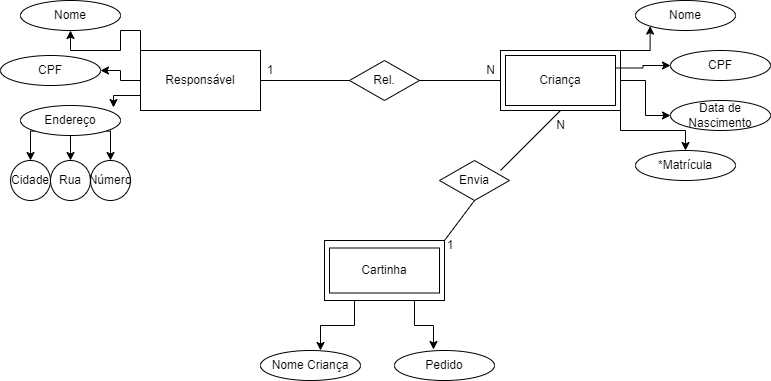 Nome
Nome
CPF
Responsável
1
Rel.
N
Criança
CPF
Endereço
Data de
Nascimento
N
Cidade
Rua
Número
Envia
*Matrícula
1
Cartinha
Nome Criança
Pedido